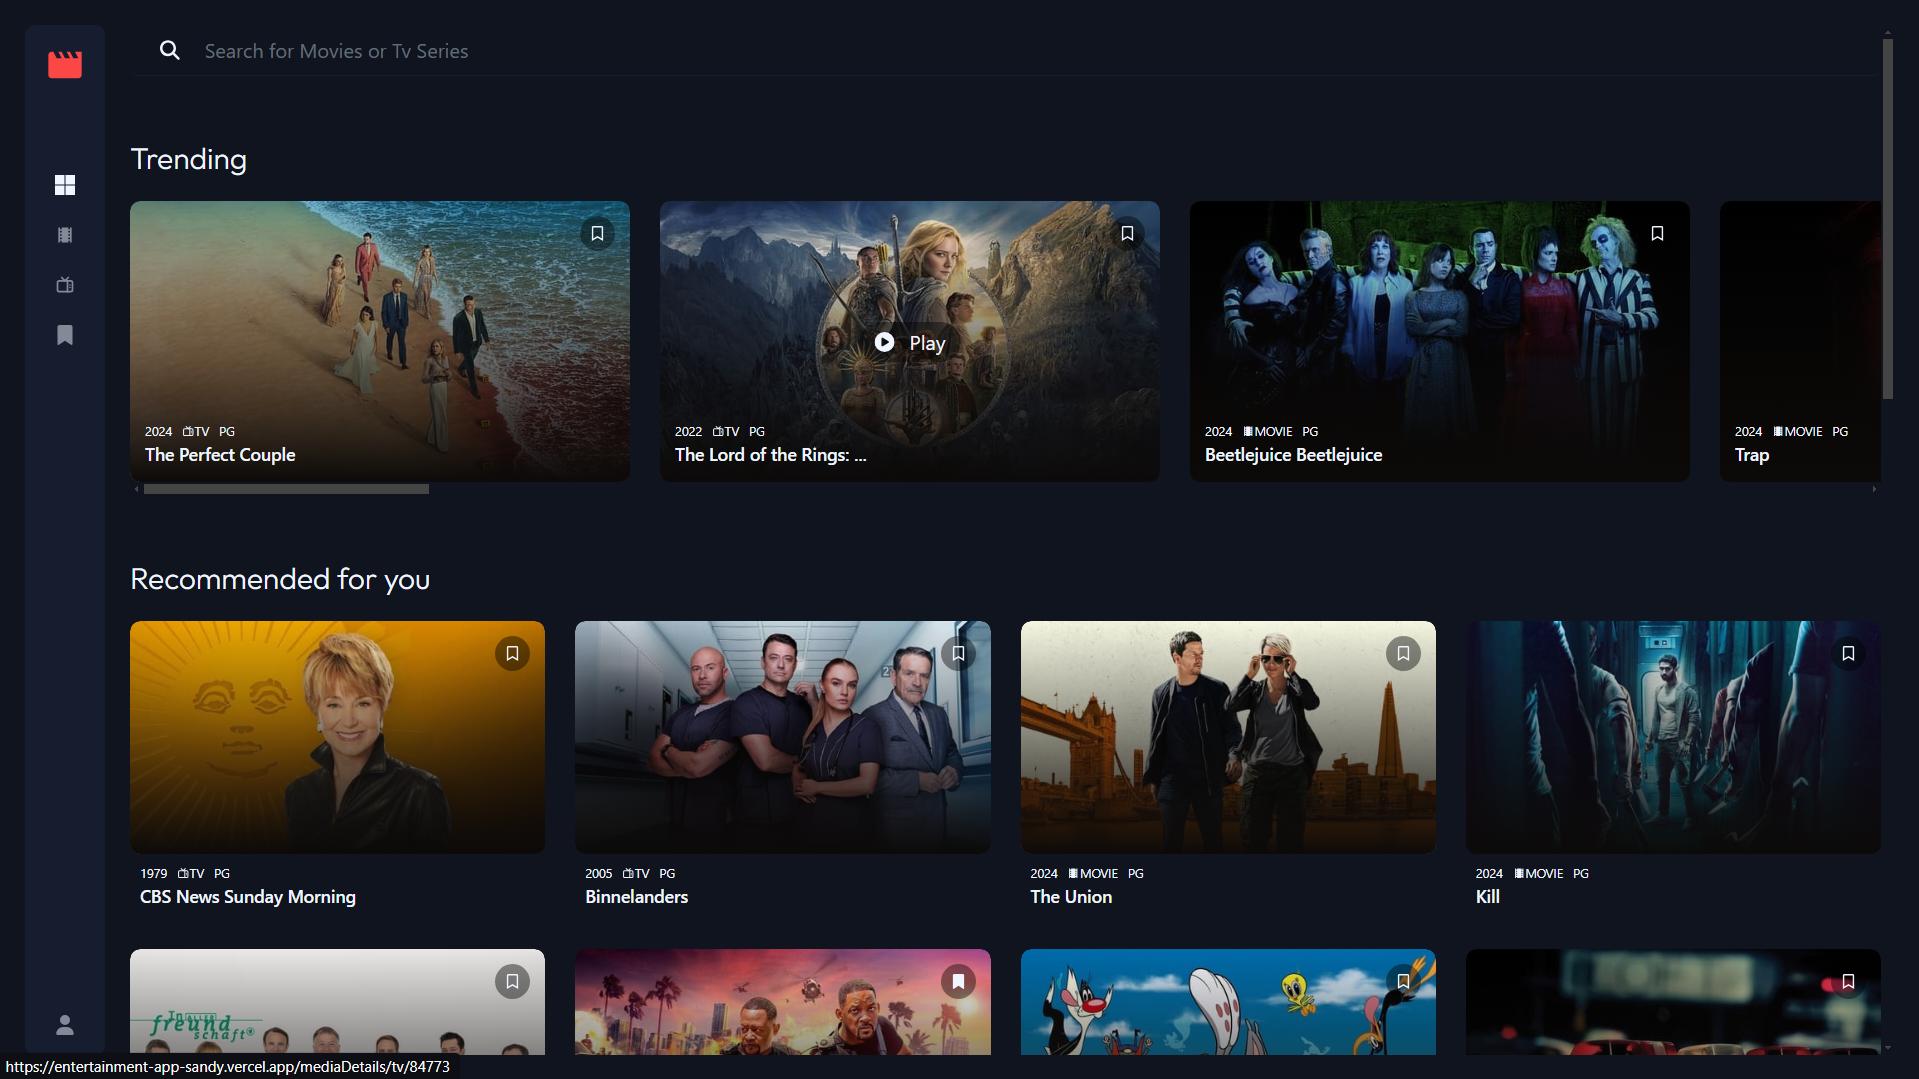 Search for Movies or Tv Series
Trending
2024 TV PG
The Perfect Couple
Play
2022 TV PG
The Lord of the Rings: ...
2024 MOVIE PG
Beetlejuice Beetlejuice
2024 MOVIE PG
Trap
Recommended for you
1979 TV PG
CBS News Sunday Morning
2005 TV PG
Binnelanders
2024 MOVIE PG
The Union
2024 MOVIE PG
Kill
In aller
freundschaft
https://entertainment-app-sandy.vercel.app/mediaDetails/tv/84773